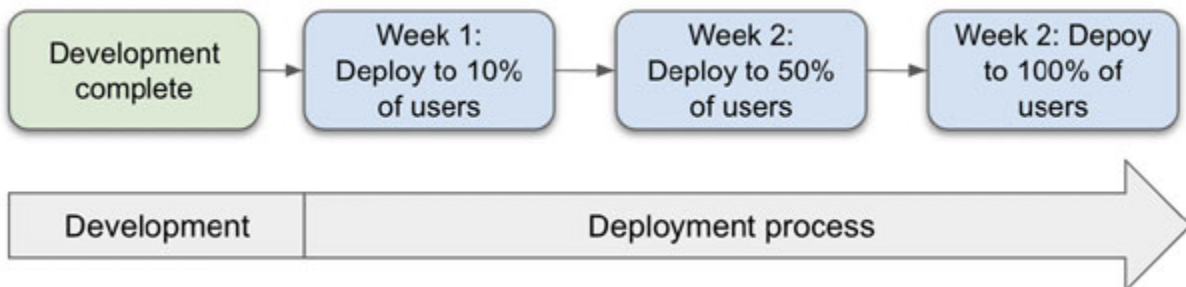 Development
complete
Week 1:
Deploy to 10%
of users
Week 2:
Deploy to 50%
of users
Week 2: Depoy
to 100% of
users
Development
Deployment process